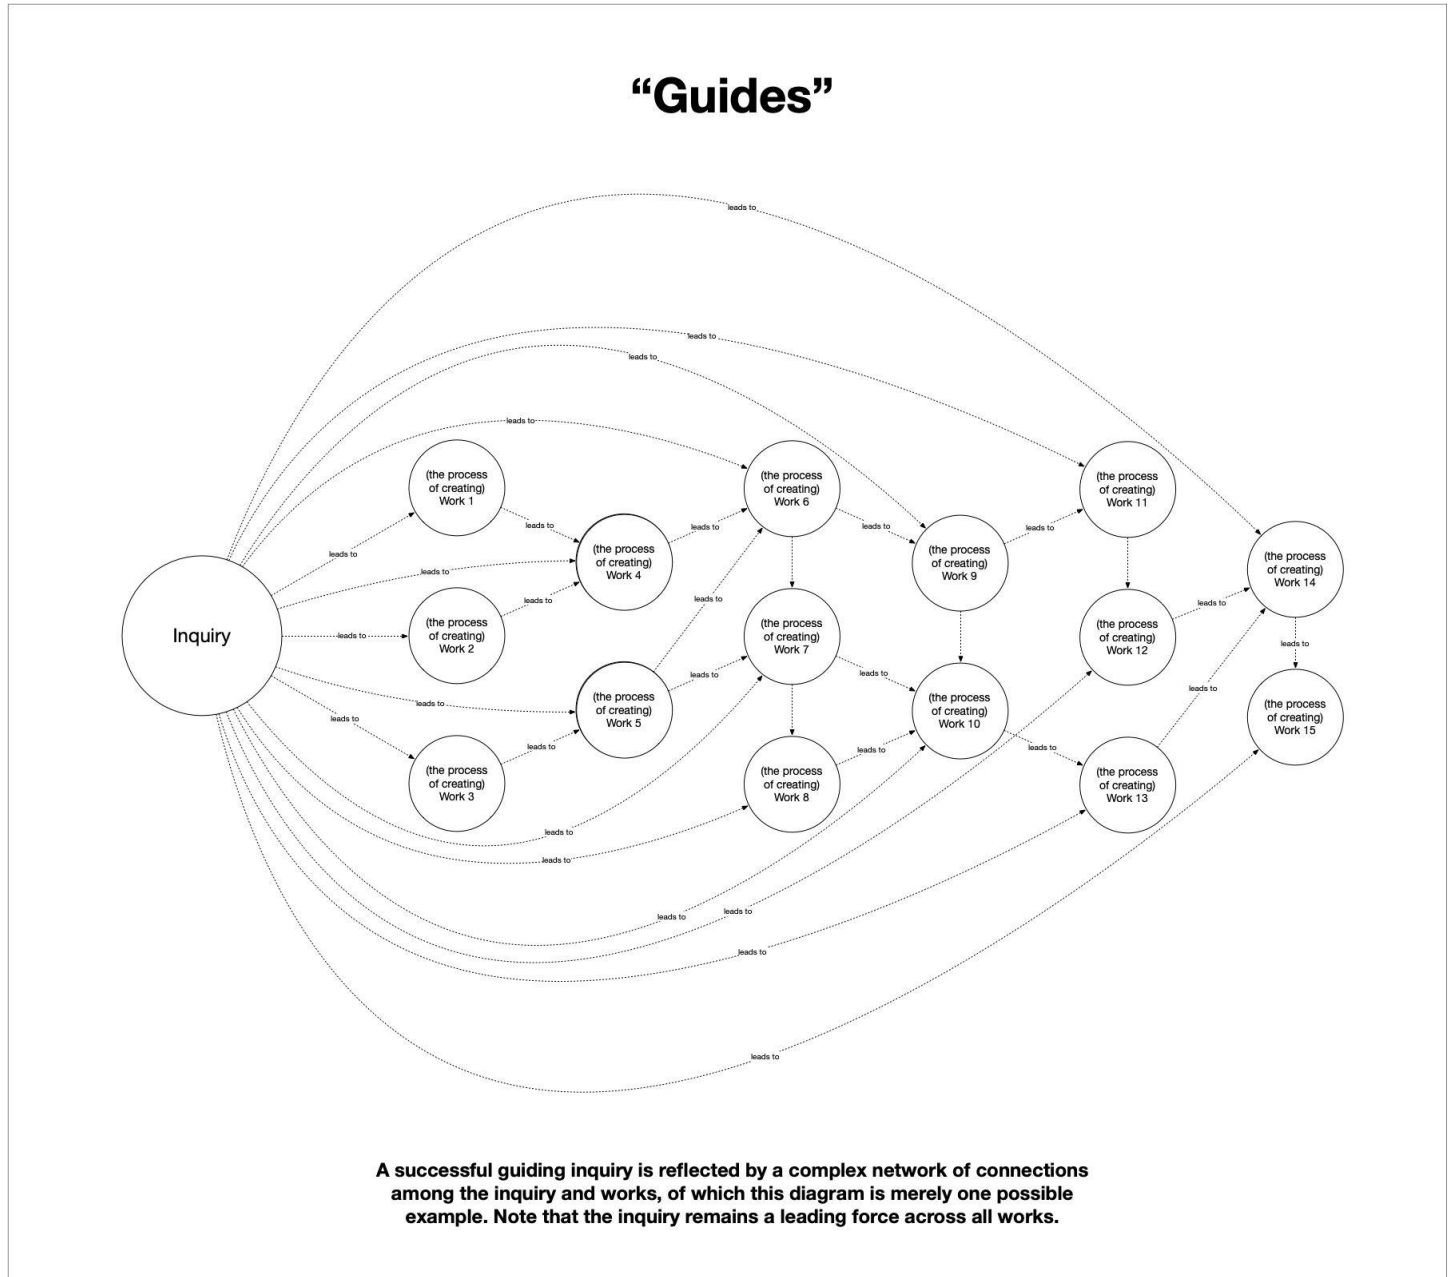 “Guides”
leads to
leads to
leads to
leads to
(the process
of creating)
Work 1
(the process
of creating)
Work 6
(the process
of creating)
Work 11
leads to
leads to
leads to
leads to
leads to
(the process
of creating)
Work 4
(the process
of creating)
Work 9
(the process
of creating)
Work 14
leads to
leads to
leads to
leads to
leads to
Inquiry
leads to
(the process
of creating)
Work 2
(the process
of creating)
Work 7
(the process
of creating)
Work 12
leads to
leads to
leads to
leads to
leads to
leads to
(the process
of creating)
Work 5
(the process
of creating)
Work 10
(the process
of creating)
Work 15
leads to
leads to
leads to
leads to
(the process
of creating)
Work 3
(the process
of creating)
Work 8
(the process
of creating)
Work 13
leads to
leads to
leads to
leads to
leads to
leads to
A successful guiding inquiry is reflected by a complex network of connections
among the inquiry and works, of which this diagram is merely one possible
example. Note that the inquiry remains a leading force across all works.